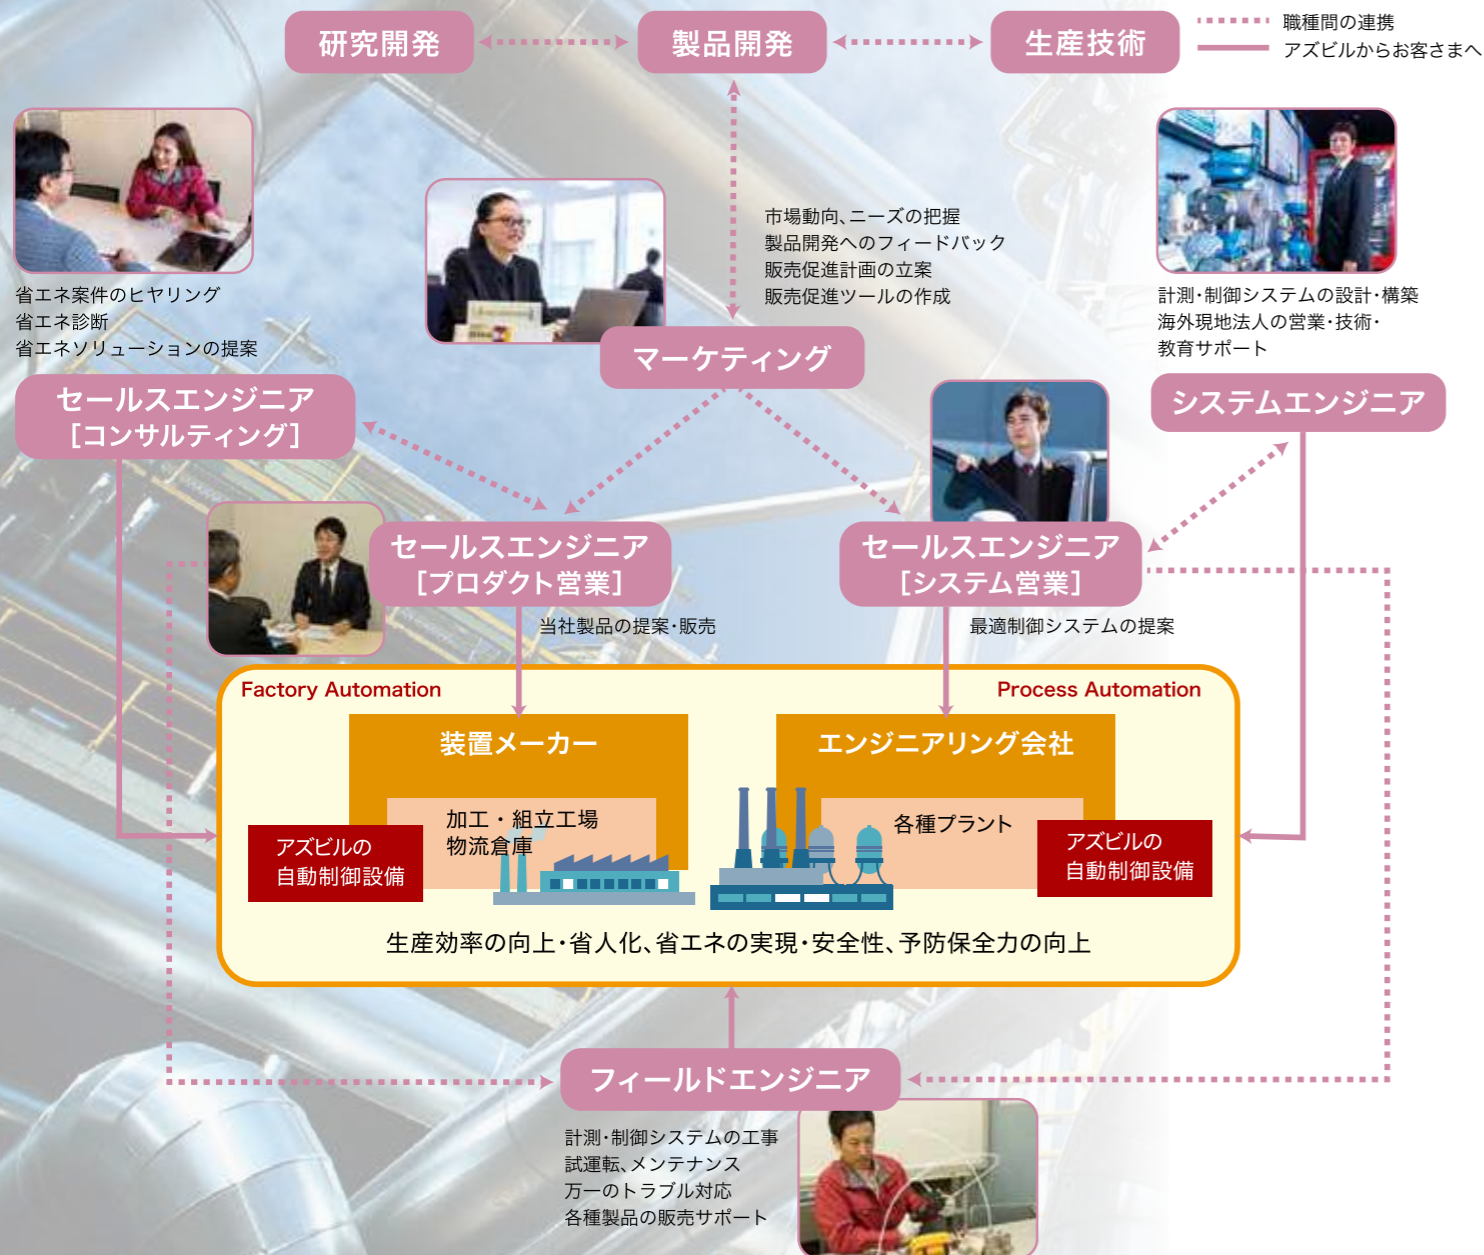 研究開発
製品開発
生産技術
職種間の連携
アズビルからお客さまへ
市場動向、ニーズの把握
製品開発へのフィードバック
販売促進計画の立案
販売促進ツールの作成
マーケティング
省エネ案件のヒヤリング
省エネ診断
省エネソリューションの提案
セールスエンジニア
[コンサルティング]
計測・制御システムの設計・構築
海外現地法人の営業・技術・
教育サポート
システムエンジニア
セールスエンジニア
[プロダクト営業]
当社製品の提案・販売
セールスエンジニア
[システム営業]
最適制御システムの提案
Factory Automation
Process Automation
装置メーカー
エンジニアリング会社
加工・組立工場
物流倉庫
各種プラント
アズビルの
自動制御設備
アズビルの
自動制御設備
生産効率の向上・省人化、省エネの実現・安全性、予防保全力の向上
フィールドエンジニア
計測・制御システムの工事
試運転、メンテナンス
万一のトラブル対応
各種製品の販売サポート